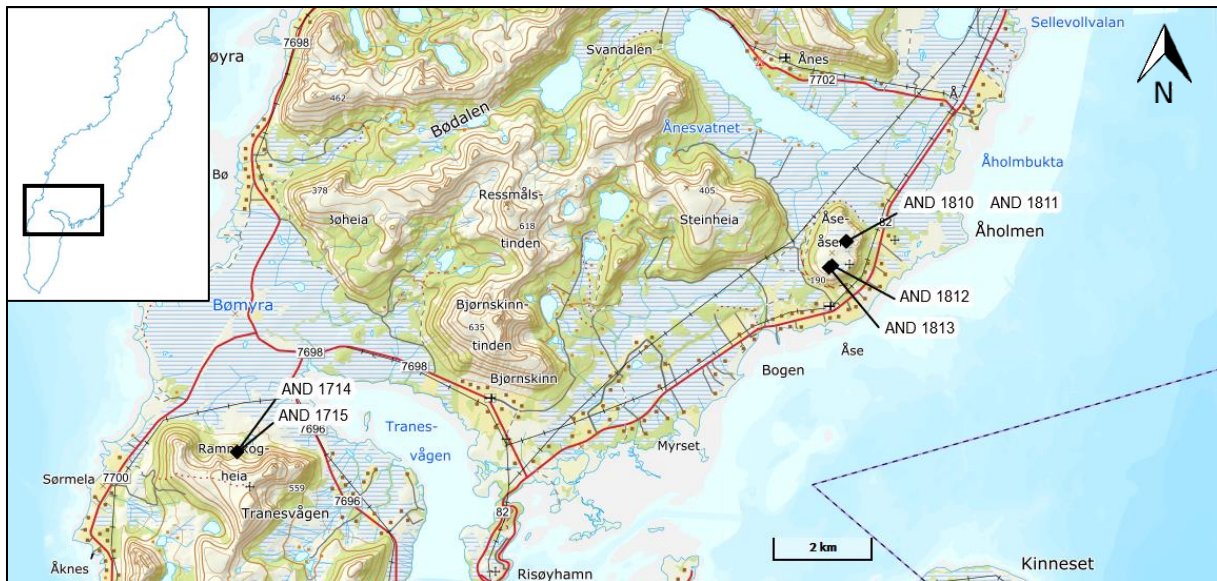 7698
Sellevollvalan
øyra
Svandalen
Ånes
7702
N
462
Bødalen
Å
Ånesvatnet
Åholmbukta
Bø
378
Ressmåls-
tinden
618
405
Steinheia
Bøheia
Åse-
åsen
82
AND 1810 AND 1811
Åholmen
190
AND 1812
AND 1813
Bømyra
Bjørnskinn-
635
tinden
Bjørnskinn
Åse
Bogen
7698
7698
AND 1714
AND 1715
7696
Tranes-
vågen
Myrset
Sørmela
7700
heia
559
7696
Tranesvågen
82
2 km
Åknes
Risøyhamn
Kinneset